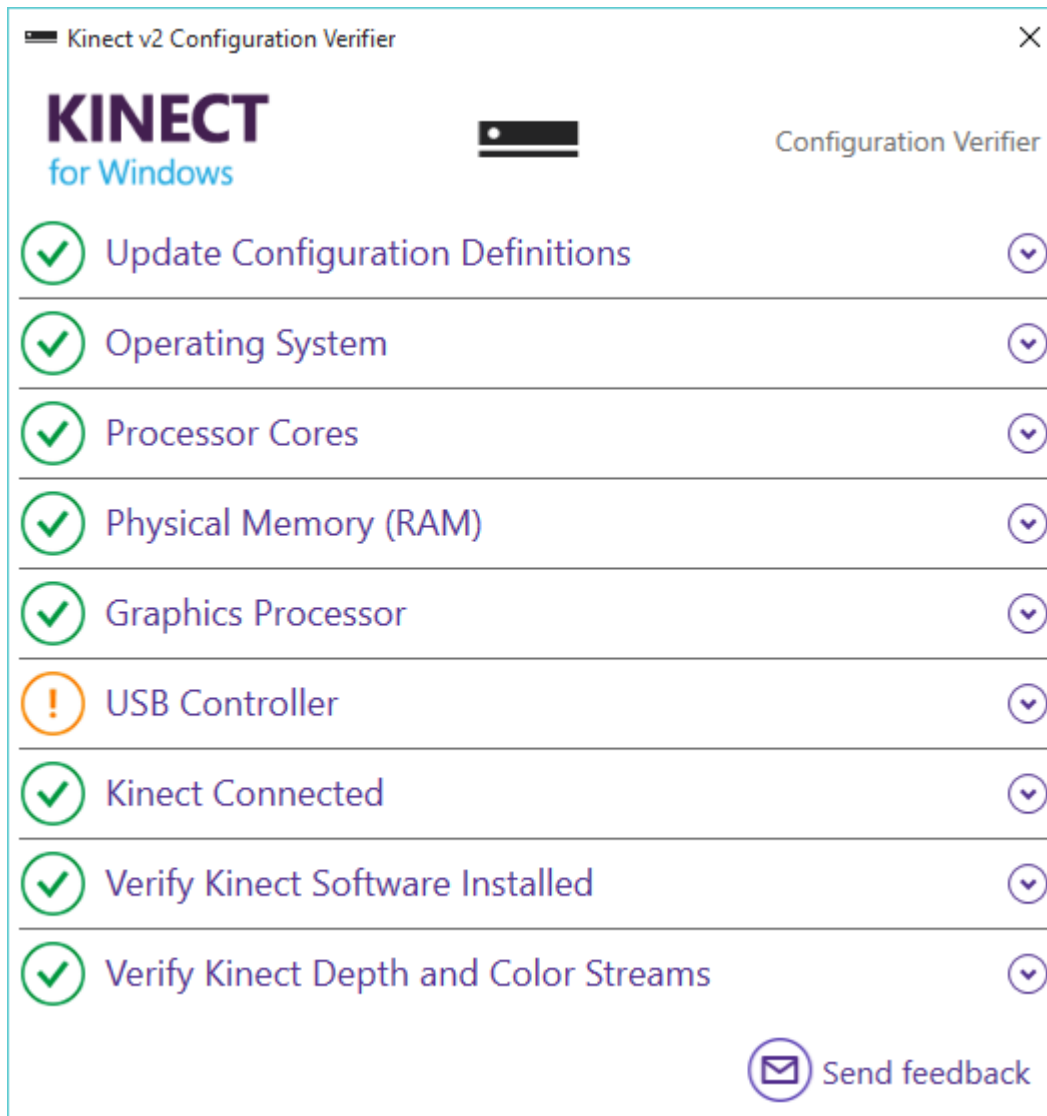 Kinect v2 Configuration Verifier
KINECT
for Windows
Configuration Verifier
Update Configuration Definitions
Operating System
Processor Cores
Physical Memory (RAM)
Graphics Processor
! USB Controller
Kinect Connected
Verify Kinect Software Installed
Verify Kinect Depth and Color Streams
Send feedback